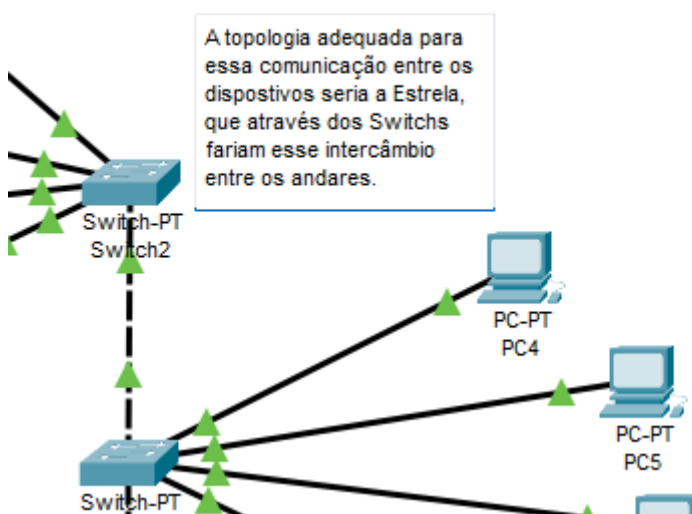 A topologia adequada para
essa comunicação entre os
dispostivos seria a Estrela,
que através dos Switchs
fariam esse intercâmbio
entre os andares.
Switch-PT
Switch2
PC-PT
PC4
PC-PT
PC5
Switch-PT